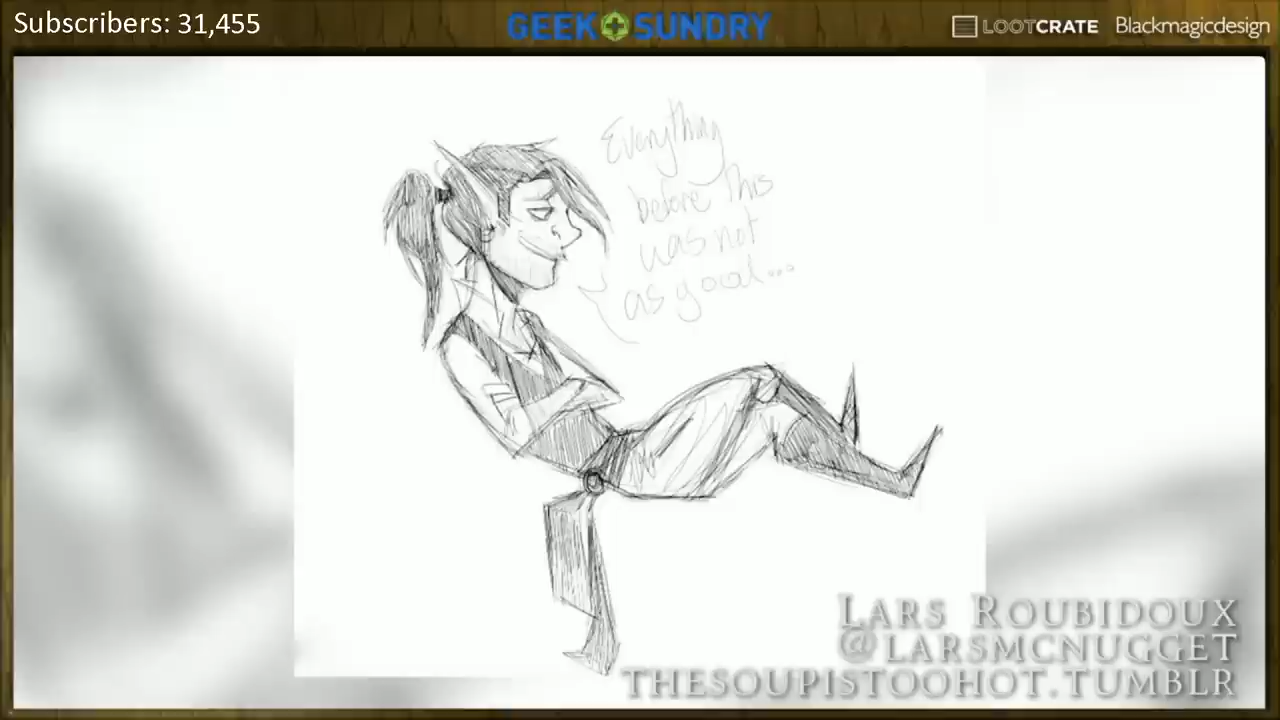 Subscribers: 31,455
GEEK SUNDRY
LOOTCRATE
Blackmagicdesign
Everything
before this
was not
as good...
LARS ROUBIDOUX
@LARSMCNUGGET
THESOUPISTOOHOT.TUMBLR